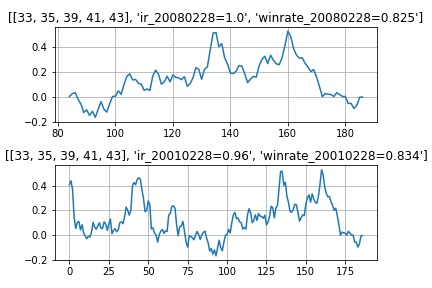 [[33, 35, 39, 41, 43], 'ir_20080228=1.0', 'winrate_20080228=0.825']
0.4
0.2
0.0
−0.2
80 100 120 140 160 180
[[33, 35, 39, 41, 43], 'ir_20010228=0.96', 'winrate_20010228=0.834']
0.4
0.2
0.0
−0.2
0 25 50 75 100 125 150 175